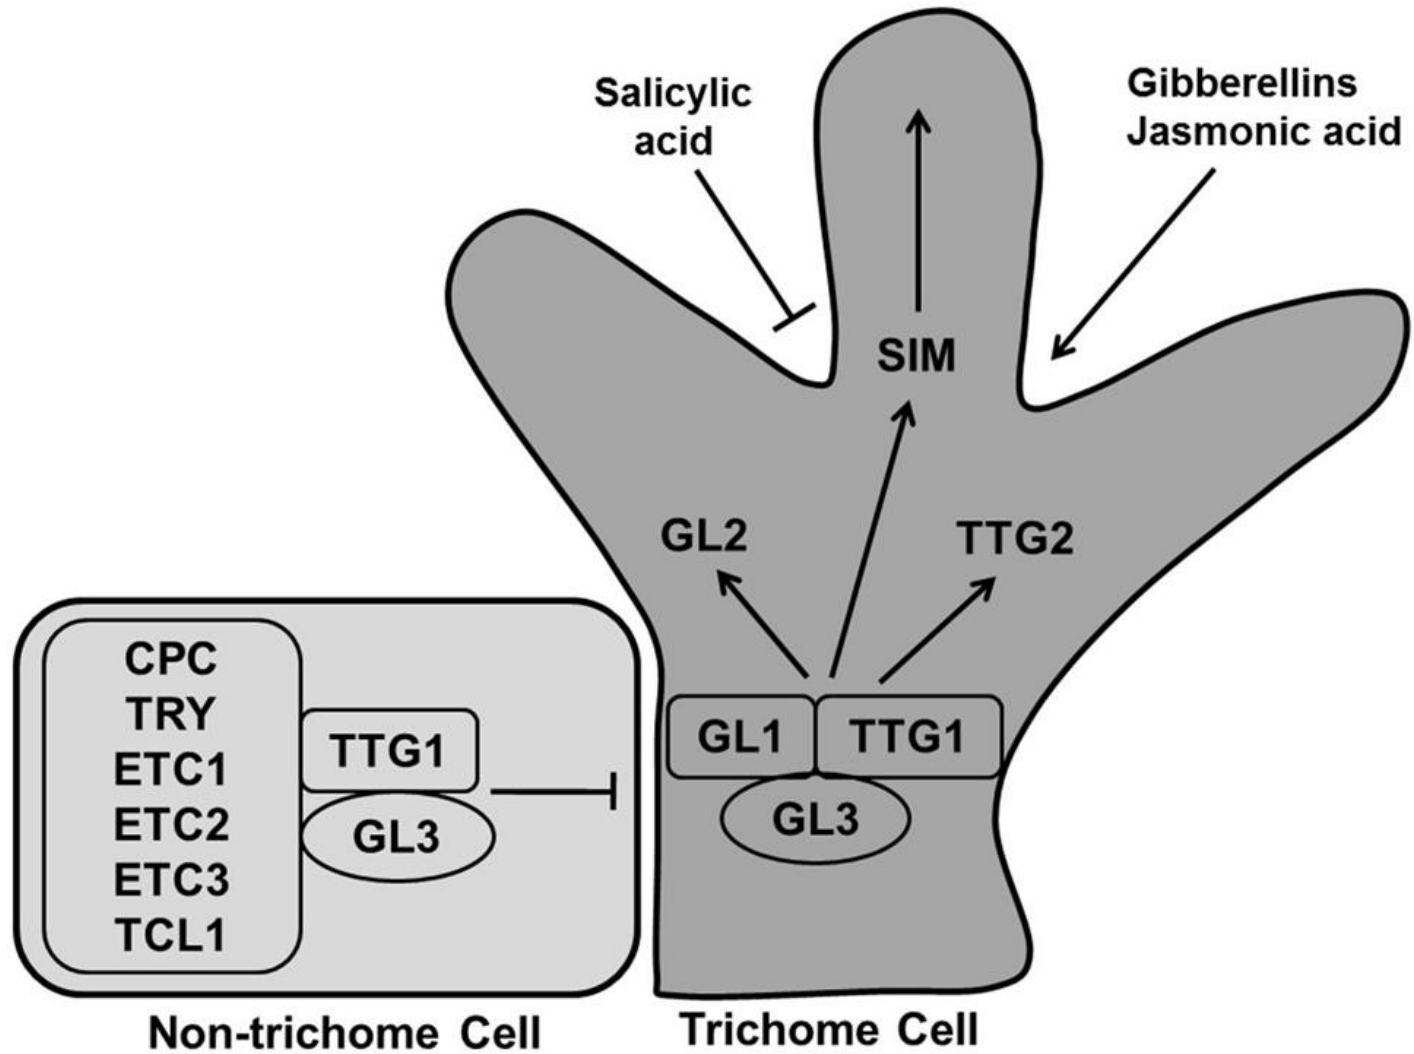 Salicylic
acid
Gibberellins
Jasmonic acid
SIM
GL2
TTG2
CPC
TRY
ETC1
ETC2
ETC3
TCL1
TTG1
GL3
GL1
TTG1
GL3
Non-trichome Cell
Trichome Cell